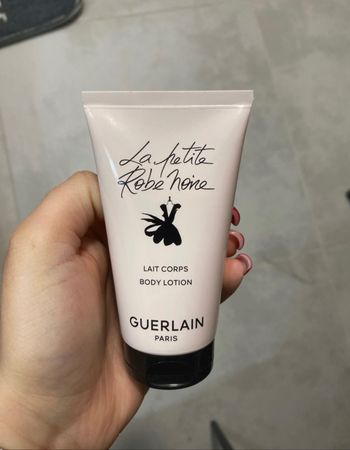 La petite
Robe noire
LAIT CORPS
BODY LOTION
GUERLAIN
PARIS